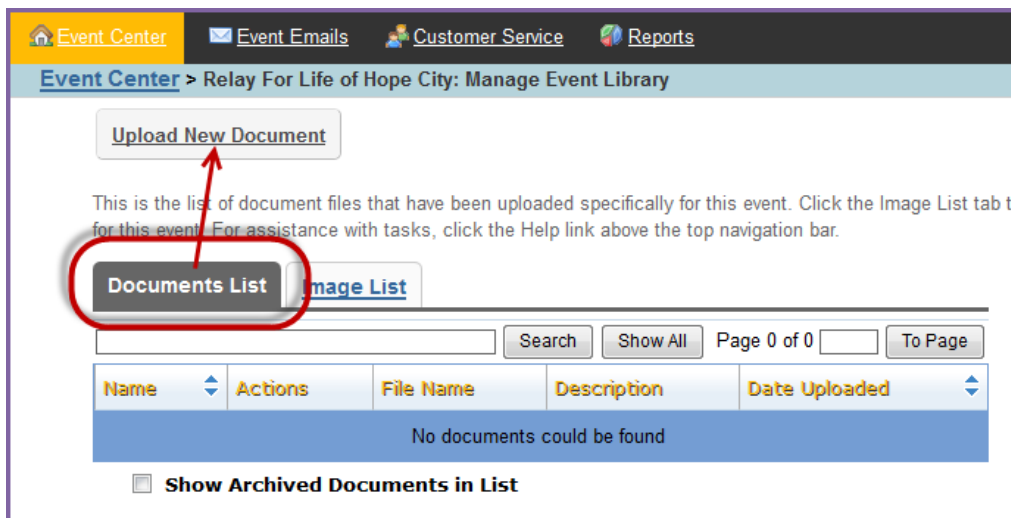 Event Center Event Emails Customer Service Reports
Event Center > Relay For Life of Hope City: Manage Event Library
Upload New Document
This is the list of document files that have been uploaded specifically for this event. Click the Image List tab t
for this event. For assistance with tasks, click the Help link above the top navigation bar.
Documents List Image List
Search Show All Page 0 of 0 To Page
Name Actions File Name Description Date Uploaded
No documents could be found
Show Archived Documents in List